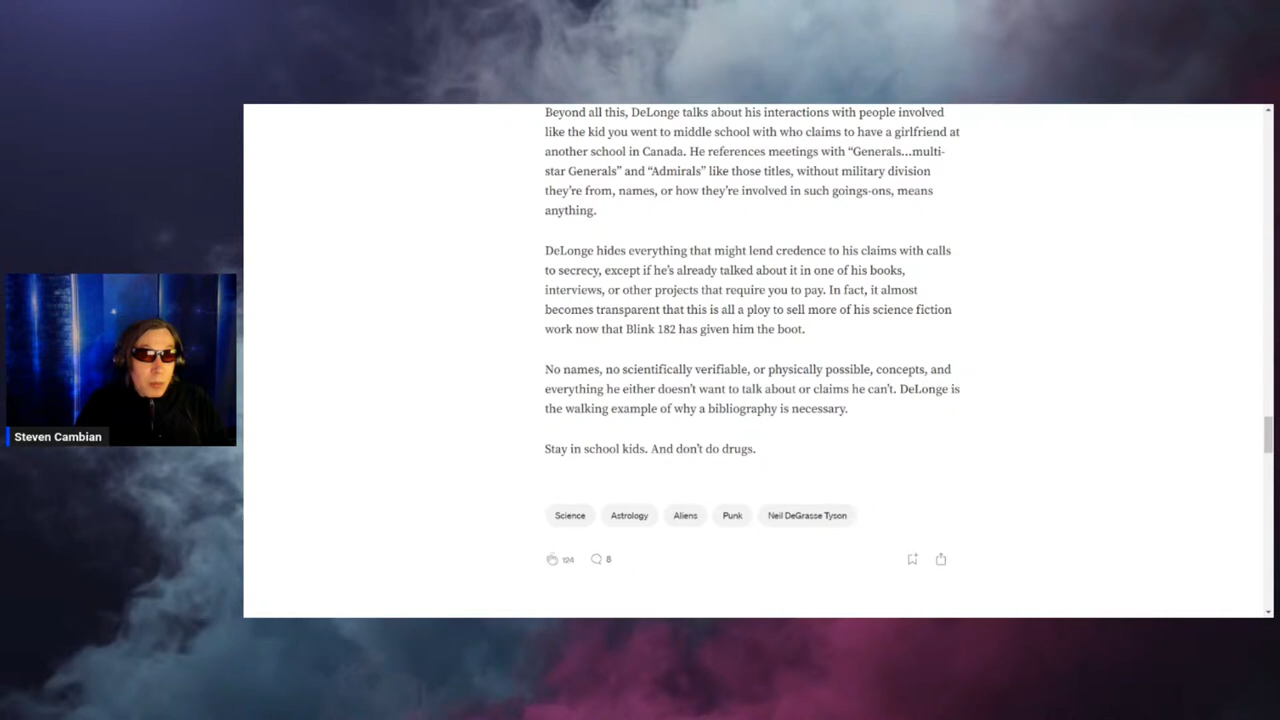 Beyond all this, DeLonge talks about his interactions with people involved
like the kid you went to middle school with who claims to have a girlfriend at
another school in Canada. He references meetings with “Generals…multi-
star Generals” and “Admirals” like those titles, without military division
they’re from, names, or how they’re involved in such goings-ons, means
anything.
DeLonge hides everything that might lend credence to his claims with calls
to secrecy, except if he’s already talked about it in one of his books,
interviews, or other projects that require you to pay. In fact, it almost
becomes transparent that this is all a ploy to sell more of his science fiction
work now that Blink 182 has given him the boot.
No names, no scientifically verifiable, or physically possible, concepts, and
everything he either doesn’t want to talk about or claims he can’t. DeLonge is
the walking example of why a bibliography is necessary.
Stay in school kids. And don’t do drugs.
Science Astrology Aliens Punk Neil DeGrasse Tyson
124 8
Steven Cambian